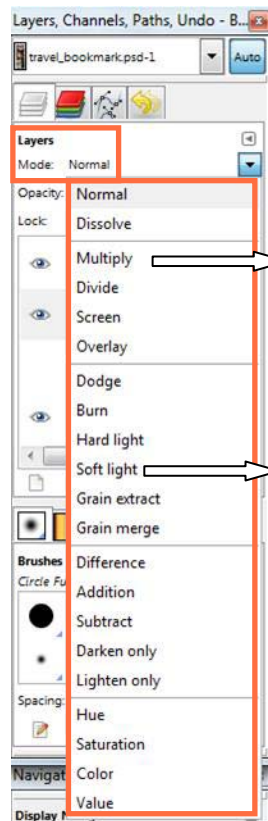 Layers, Channels, Paths, Undo - B...
travel_bookmark.psd-1
Auto
Layers
Mode: Normal
Opacity:
Lock:
Normal
Dissolve
Multiply
Divide
Screen
Overlay
Dodge
Burn
Hard light
Soft light
Grain extract
Grain merge
Difference
Addition
Subtract
Darken only
Lighten only
Hue
Saturation
Color
Value
Brushes
Circle Fu
Spacing:
Navigat
Display